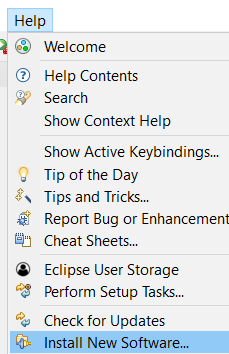 Help
Welcome
Help Contents
Search
Show Context Help
Show Active Keybindings...
Tip of the Day
Tips and Tricks...
Report Bug or Enhancement
Cheat Sheets...
Eclipse User Storage
Perform Setup Tasks...
Check for Updates
Install New Software...